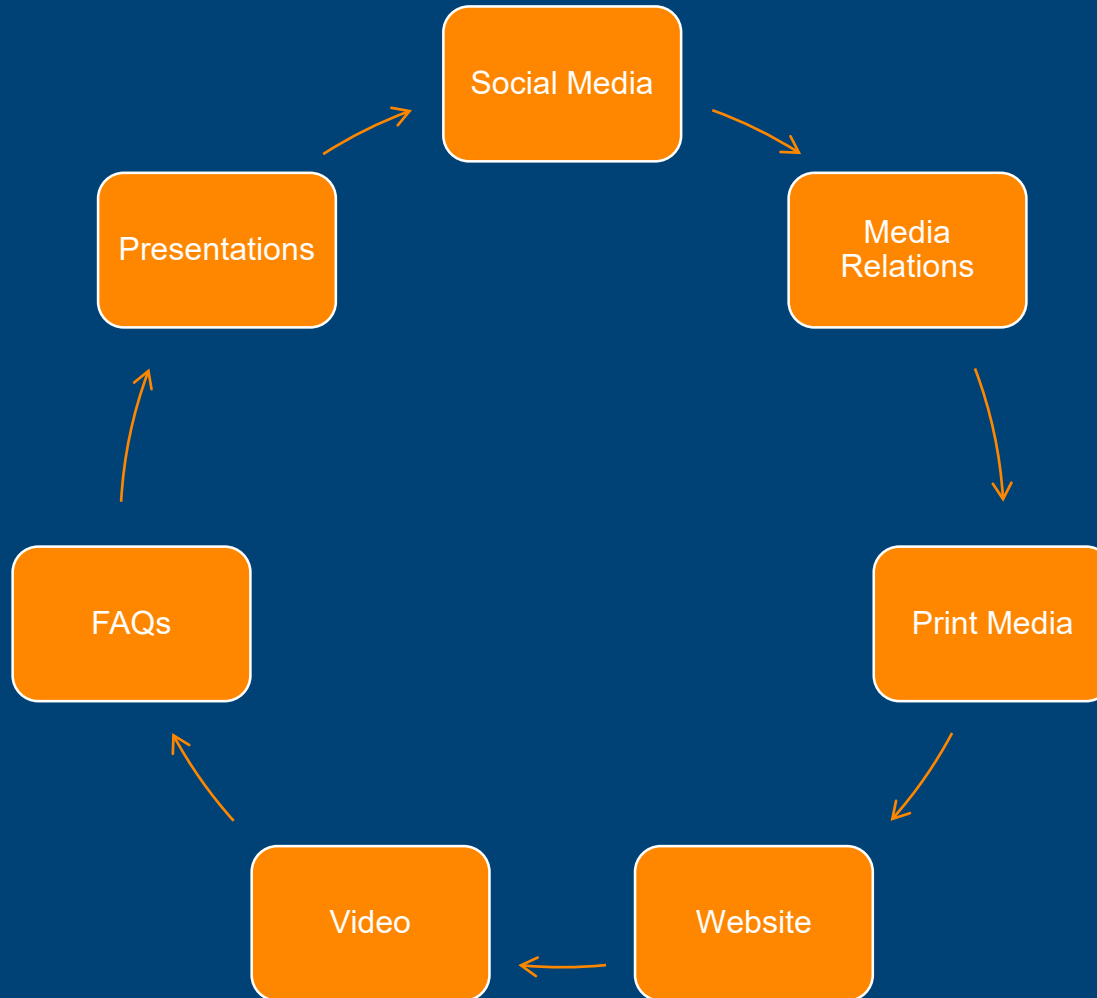 Social Media
Media
Relations
Print Media
Website
Video
FAQs
Presentations